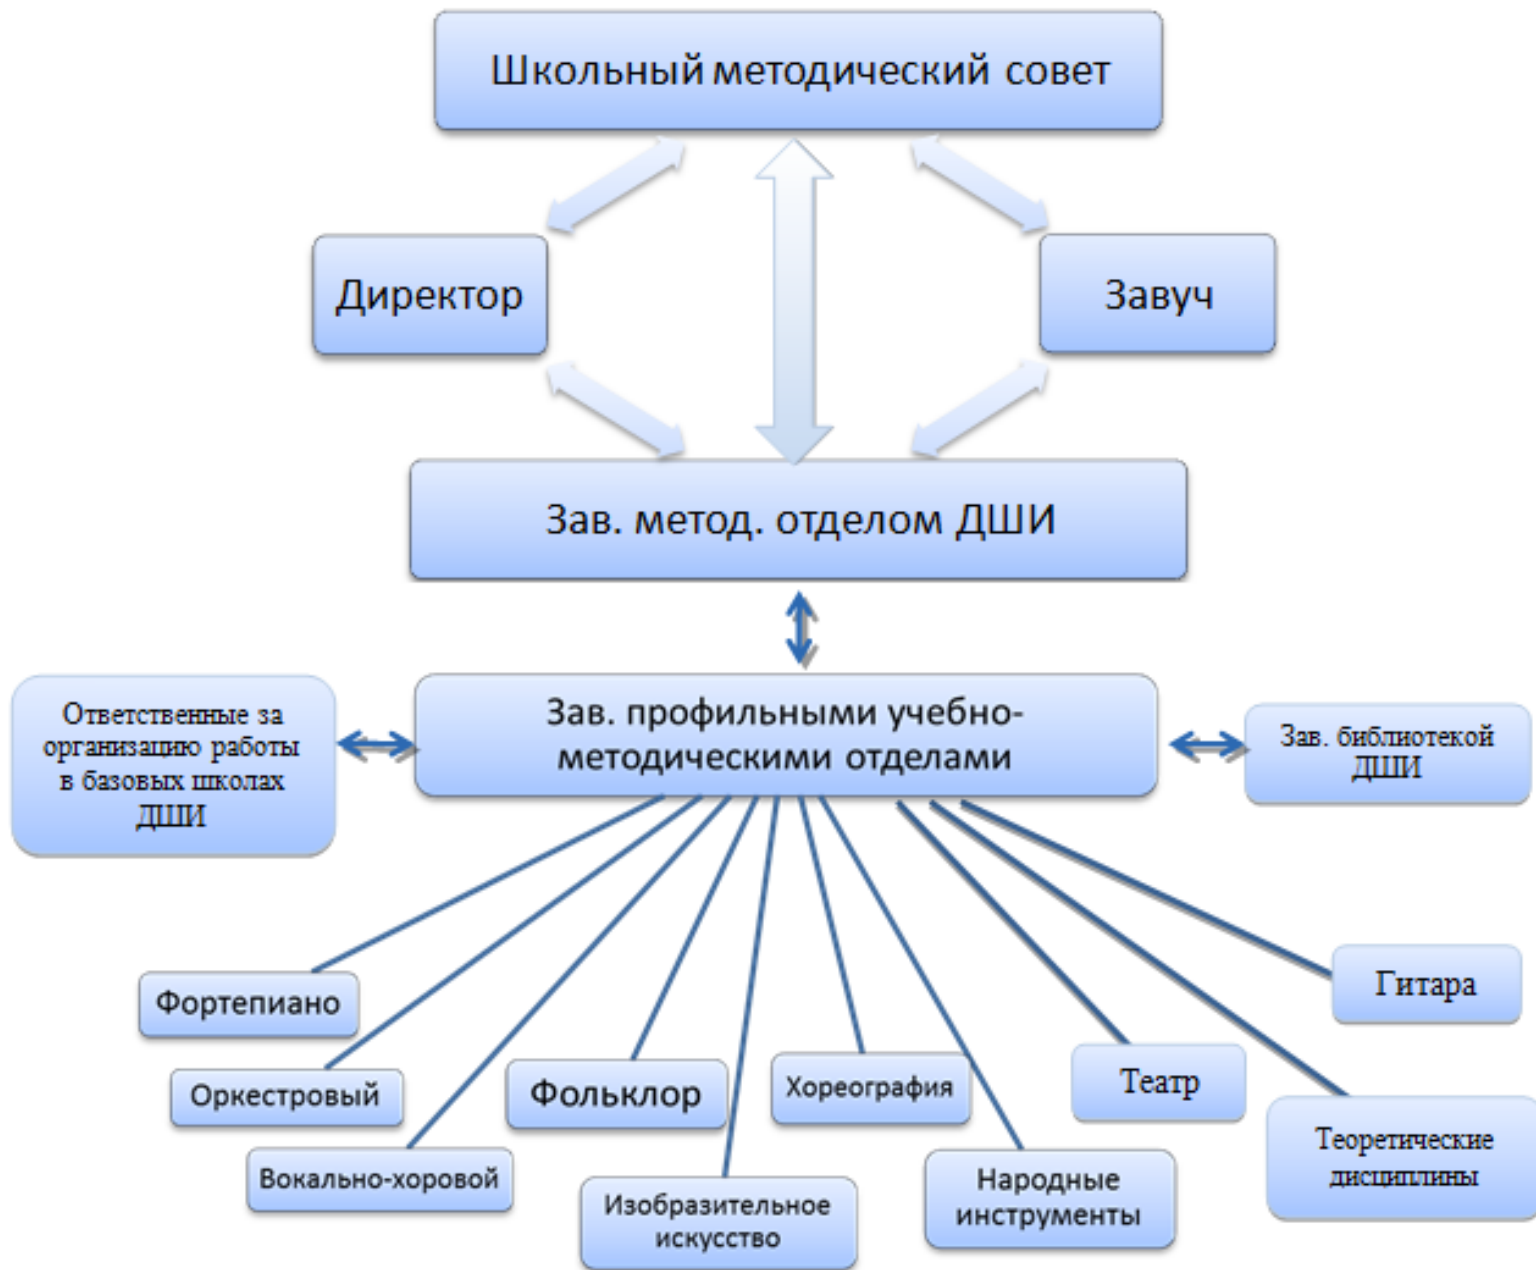 Школьный методический совет
Директор
Завуч
Зав. метод. отделом ДШИ
Ответственные за
организацию работы
в базовых школах
ДШИ
Зав. профильными учебно-
методическими отделами
Зав. библиотекой
ДШИ
Фортепиано
Оркестровый
Вокально-хоровой
Фольклор
Изобразительное
искусство
Хореография
Народные
инструменты
Театр
Теоретические
дисциплины
Гитара